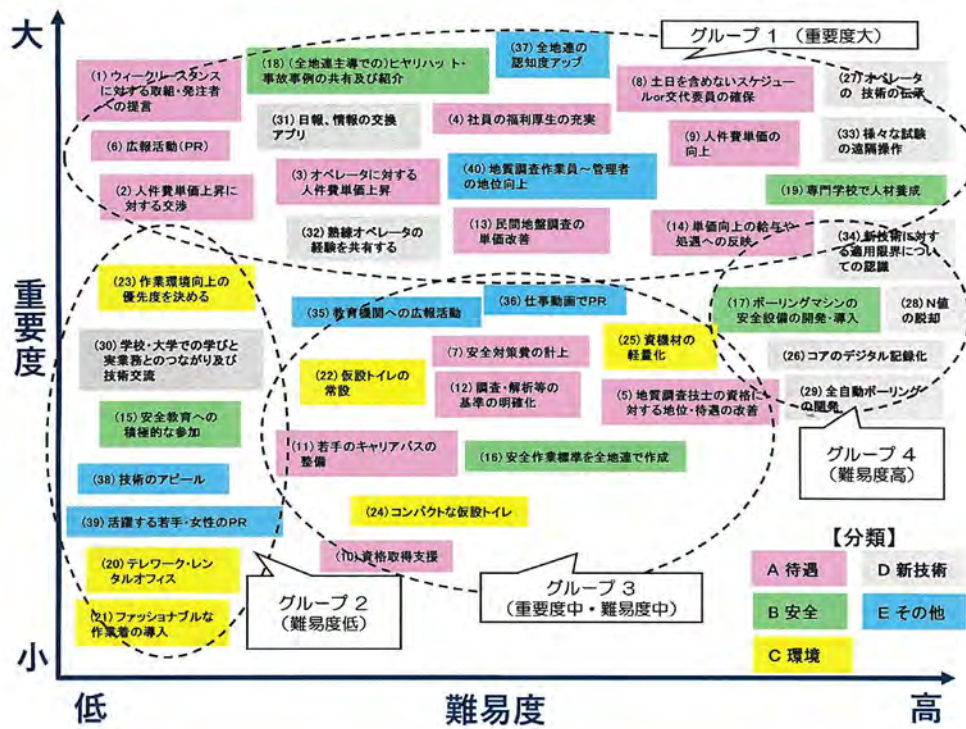 大
重要度
小
低
難易度
高
グループ 1 (重要度大)
(1) ウィークリースタンス
に対する取組・発注者
の提言
(18) (全地連主導での)ヒヤリハット・
事故事例の共有及び紹介
(37) 全地連の
認知度アップ
(8) 土日を含めないスケジュ
ールor交代要員の確保
(27) オペレータ
の 技術の伝承
(31) 日報、情報の交換
アプリ
(4) 社員の福利厚生の充実
(6) 広報活動(PR)
(9) 人件費単価の
向上
(33) 様々な試験
の遠隔操作
(3) オペレータに対する
人件費単価上昇
(40) 地質調査作業員～管理者
の地位向上
(2) 人件費単価上昇に
対する交渉
(19) 専門学校で人材養成
(32) 熟練オペレータの
経験を共有する
(13) 民間地盤調査の
単価改善
(14) 単価向上の給与や
処遇への反映
(34) 新技術に対す
る適用限界につい
ての認識
(23) 作業環境向上の
優先度を決める
(35) 教育機関への広報活動
(36) 仕事動画でPR
(17) ボーリングマシンの
安全設備の開発・導入
(28) N値
の脱却
(30) 学校・大学での学びと
実業務とのつながり及び
技術交流
(7) 安全対策費の計上
(25) 資機材の
軽量化
(26) コアのデジタル記録化
(22) 仮設トイレの
常設
(12) 調査・解析等の
基準の明確化
(5) 地質調査技士の資格に
対する地位・待遇の改善
(29) 全自動ボーリング
の開発
(15) 安全教育への
積極的な参加
(11) 若手のキャリアパスの
整備
(16) 安全作業標準を全地連で作成
グループ 4
(難易度高)
(38) 技術のアピール
(24) コンパクトな仮設トイレ
(39) 活躍する若手・女性のPR
(10) 資格取得支援
(20) テレワーク・レン
タルオフィス
(21) ファッショナブルな
作業着の導入
グループ 2
(難易度低)
グループ 3
(重要度中・難易度中)
【分類】
A 待遇
D 新技術
B 安全
E その他
C 環境